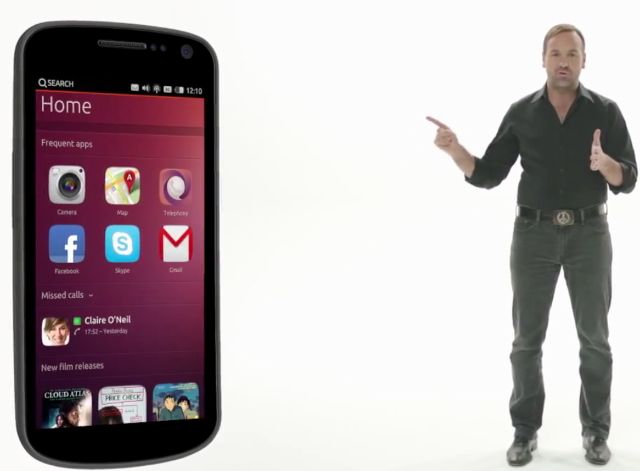 SEARCH
12:10
Home
Frequent apps
A
Camera
Map
Telephony
f
S
M
Facebook
Skype
Gmail
Missed calls
Claire O'Neil
17:52 – Yesterday
New film releases
CLOUD ATLAS
PRICE CHECK